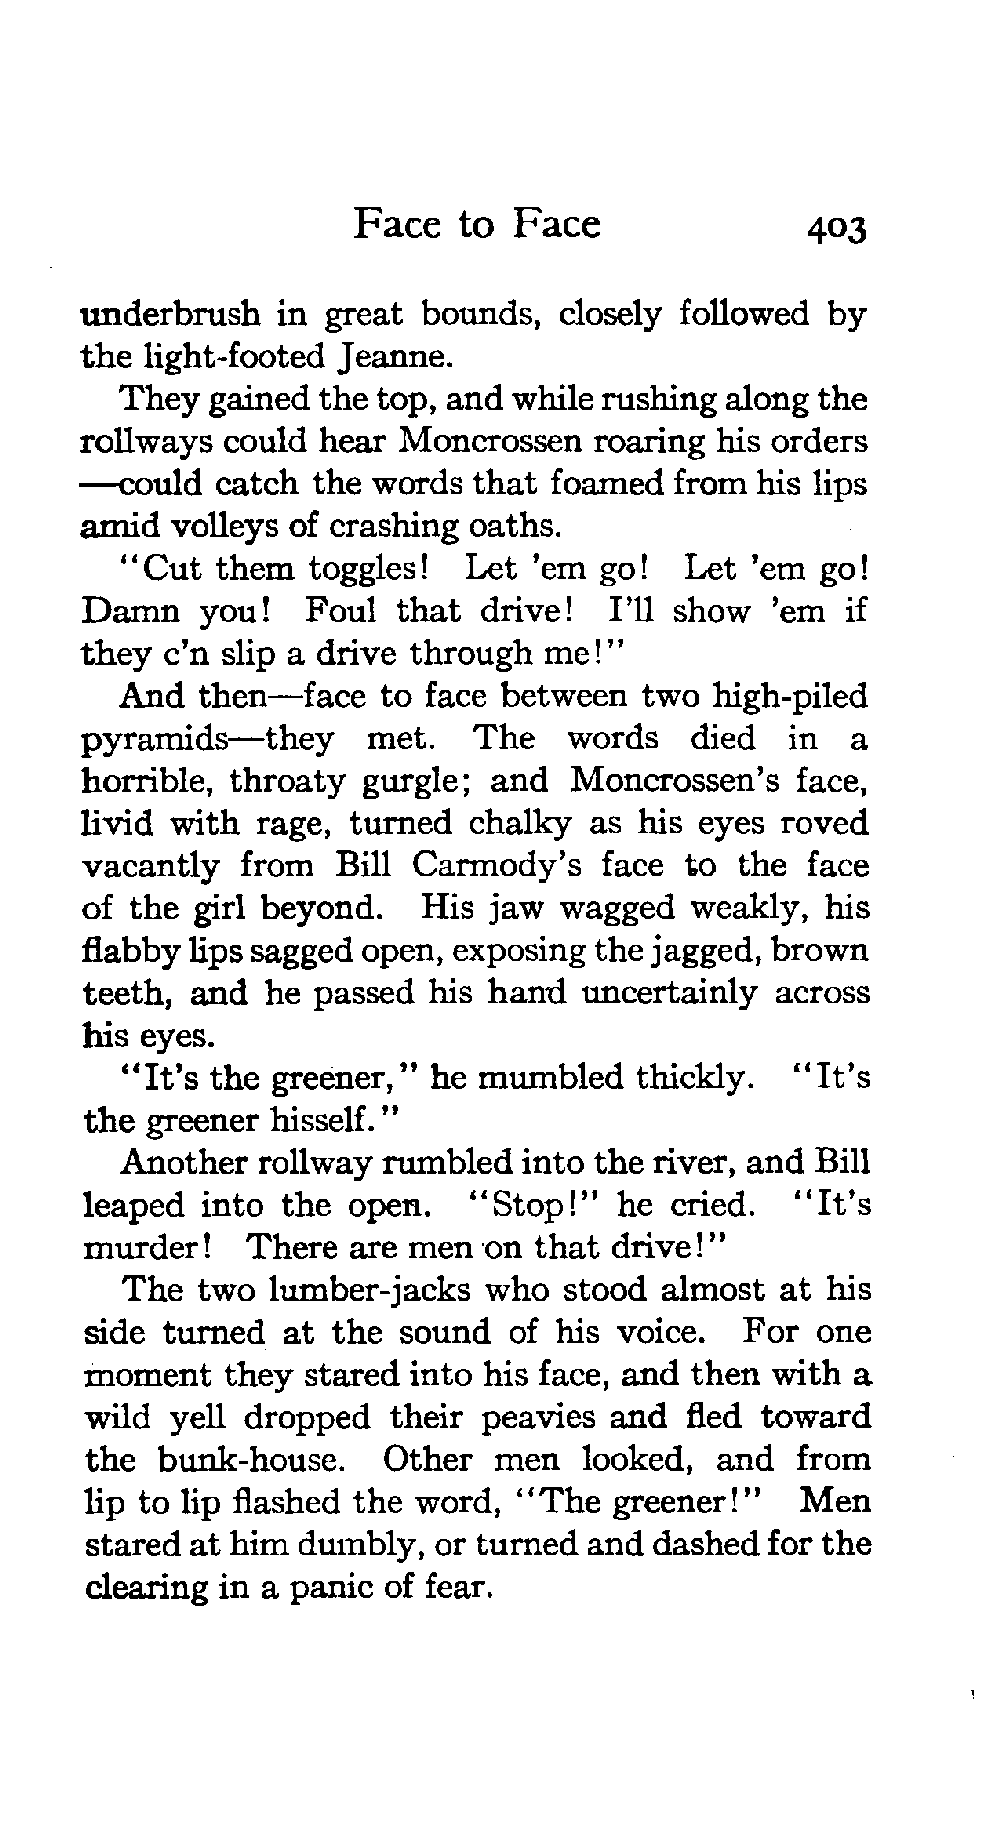 Face to Face 403
underbrush in great bounds, closely followed by
the light-footed Jeanne.
They gained the top, and while rushing along the
rollways could hear Moncrossen roaring his orders
—could catch the words that foamed from his lips
amid volleys of crashing oaths.
"Cut them toggles! Let 'em go! Let 'em go!
Damn you! Foul that drive! I'll show 'em if
they c'n slip a drive through me!"
And then—face to face between two high-piled
pyramids—they met. The words died in a
horrible, throaty gurgle; and Moncrossen's face,
livid with rage, turned chalky as his eyes roved
vacantly from Bill Carmody's face to the face
of the girl beyond. His jaw wagged weakly, his
flabby lips sagged open, exposing the jagged, brown
teeth, and he passed his hand uncertainly across
his eyes.
"It's the greener," he mumbled thickly. "It's
the greener hisself."
Another rollway rumbled into the river, and Bill
leaped into the open. "Stop!" he cried. "It's
murder! There are men on that drive!"
The two lumber-jacks who stood almost at his
side turned at the sound of his voice. For one
moment they stared into his face, and then with a
wild yell dropped their peavies and fled toward
the bunk-house. Other men looked, and from
lip to lip flashed the word, "The greener!" Men
stared at him dumbly, or turned and dashed for the
clearing in a panic of fear.